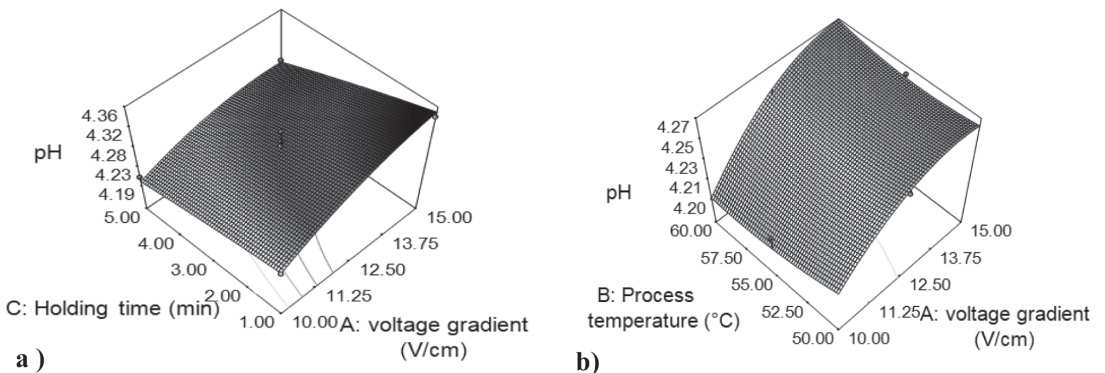 4.36
4.32
4.28
4.23
4.19
pH
5.00
4.00
3.00
2.00
1.00
C: Holding time (min)
10.00
11.25
12.50
13.75
15.00
A: voltage gradient
(V/cm)
a )
4.27
4.25
4.23
4.21
4.20
pH
60.00
57.50
55.00
52.50
50.00
B: Process
temperature (°C)
10.00
11.25
12.50
13.75
15.00
A: voltage gradient
(V/cm)
b)